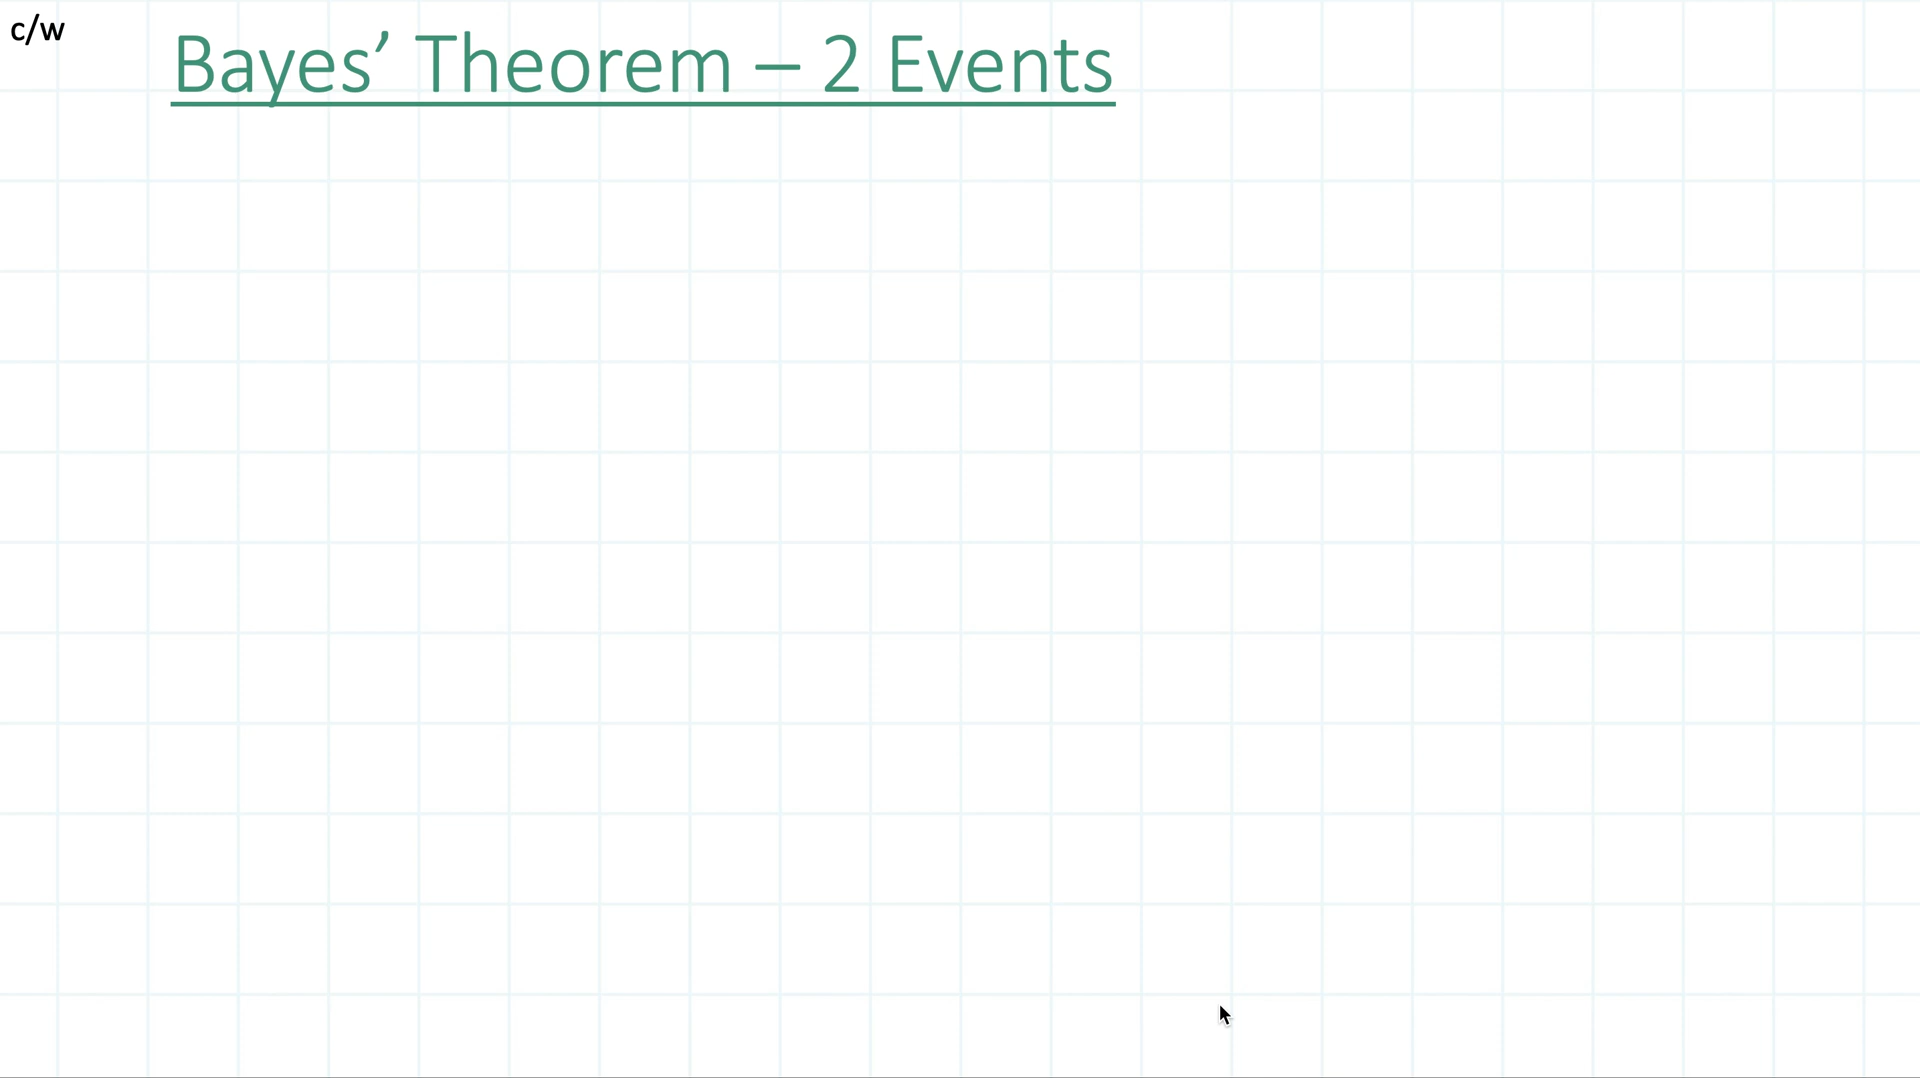 c/w
Bayes’ Theorem – 2 Events